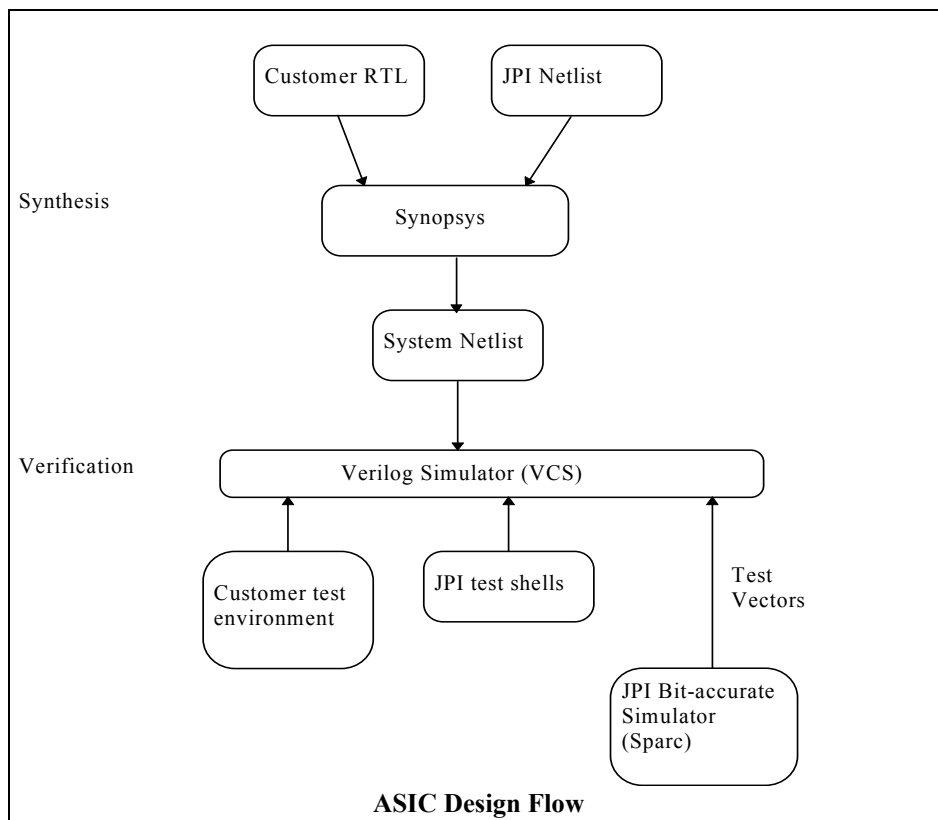 Customer RTL
JPI Netlist
Synthesis
Synopsys
System Netlist
Verification
Verilog Simulator (VCS)
Customer test
environment
JPI test shells
Test
Vectors
JPI Bit-accurate
Simulator
(Sparc)
ASIC Design Flow